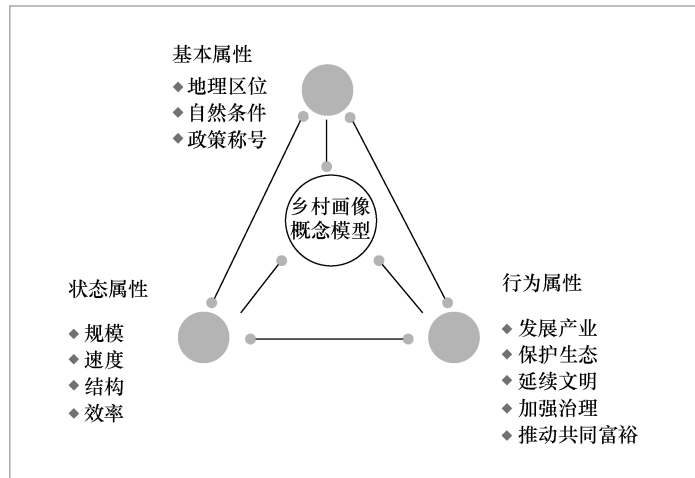 基本属性
地理区位
自然条件
政策称号
乡村画像
概念模型
状态属性
规模
速度
结构
效率
行为属性
发展产业
保护生态
延续文明
加强治理
推动共同富裕